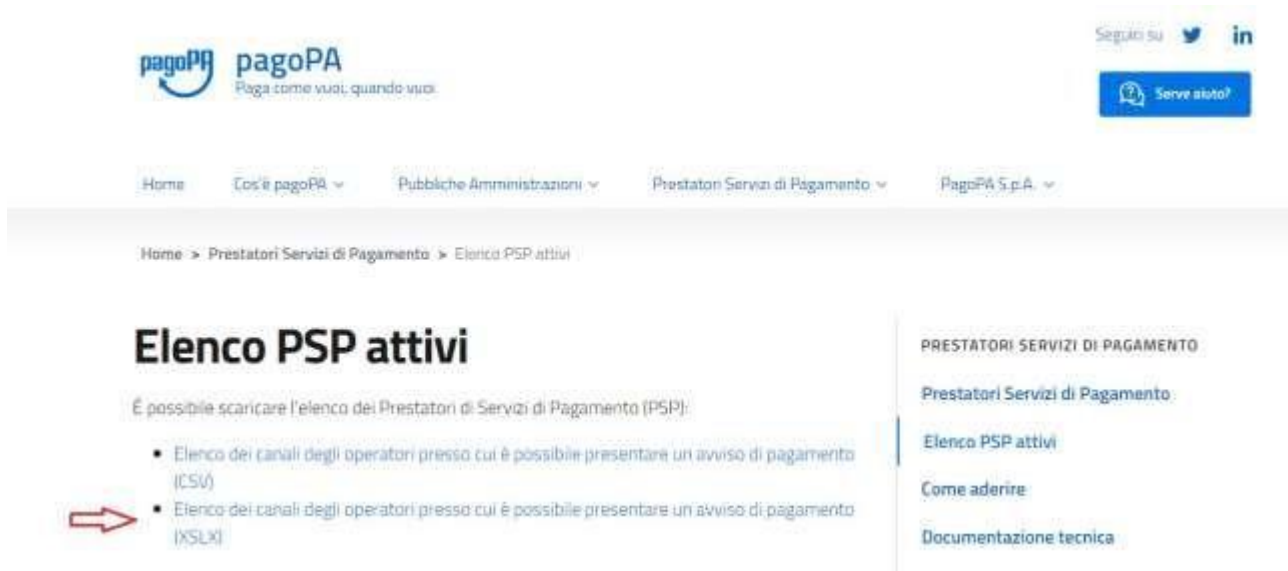 Seguici su
in
pagoPA
pagoPA
Paga come vuoi, quando vuoi.
Serve aiuto?
Home Cos'è pagoPA Pubbliche Amministrazioni Prestatori Servizi di Pagamento PagoPA S.p.A.
Home > Prestatori Servizi di Pagamento > Elenco PSP attivi
Elenco PSP attivi
É possibile scaricare l'elenco dei Prestatori di Servizi di Pagamento (PSP):
• Elenco dei canali degli operatori presso cui è possibile presentare un avviso di pagamento
(CSV)
• Elenco dei canali degli operatori presso cui è possibile presentare un avviso di pagamento
(XSLX)
PRESTATORI SERVIZI DI PAGAMENTO
Prestatori Servizi di Pagamento
Elenco PSP attivi
Come aderire
Documentazione tecnica